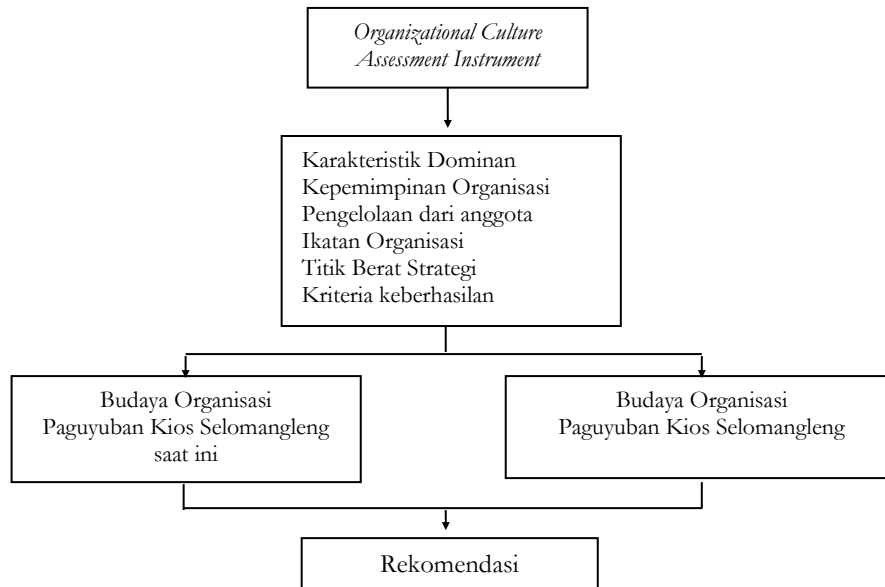 Organizational Culture
Assessment Instrument
Karakteristik Dominan
Kepemimpinan Organisasi
Pengelolaan dari anggota
Ikatan Organisasi
Titik Berat Strategi
Kriteria keberhasilan
Budaya Organisasi
Paguyuban Kios Selomangleng
saat ini
Budaya Organisasi
Paguyuban Kios Selomangleng
Rekomendasi